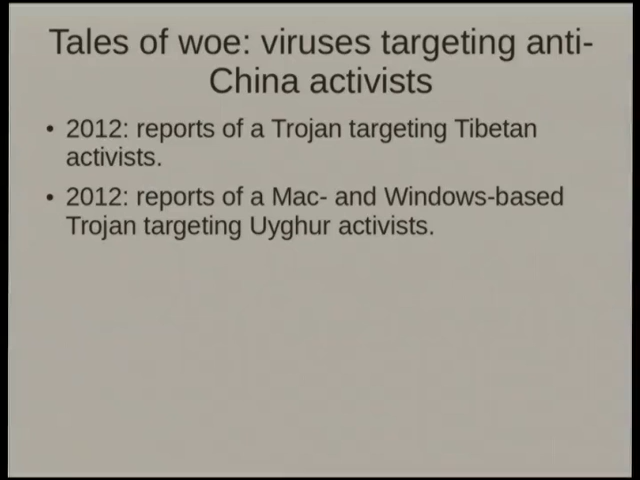 Tales of woe: viruses targeting anti-
China activists
• 2012: reports of a Trojan targeting Tibetan
activists.
• 2012: reports of a Mac- and Windows-based
Trojan targeting Uyghur activists.